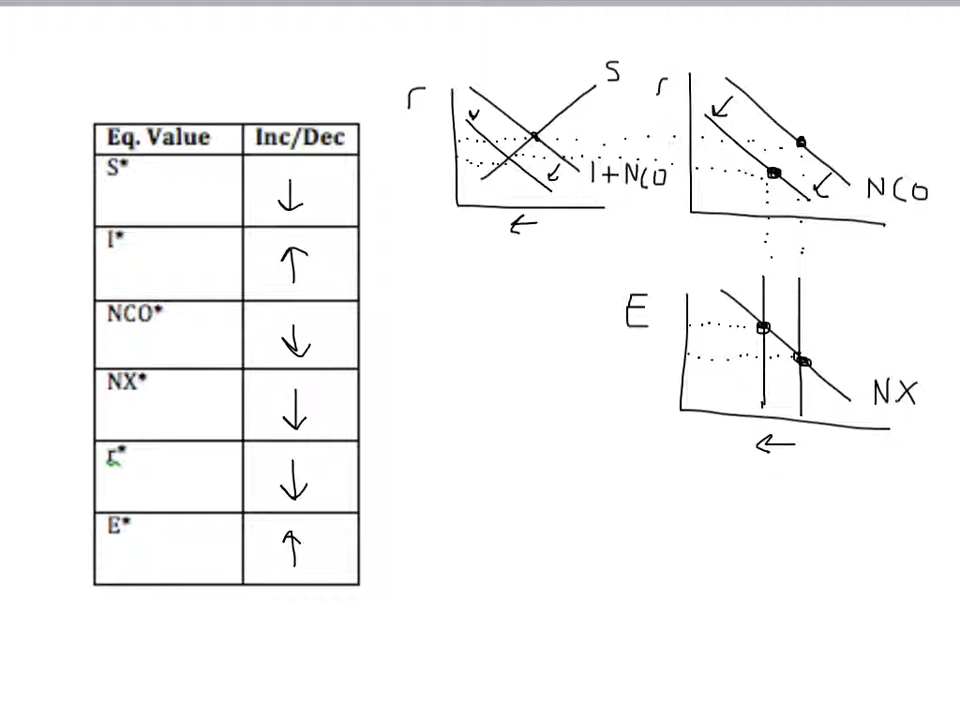 Eq. Value Inc/Dec
S* ↓
I* ↑
NCO* ↓
NX* ↓
r* ↓
E* ↑
r
S
I+NCO
r
NCO
E
NX